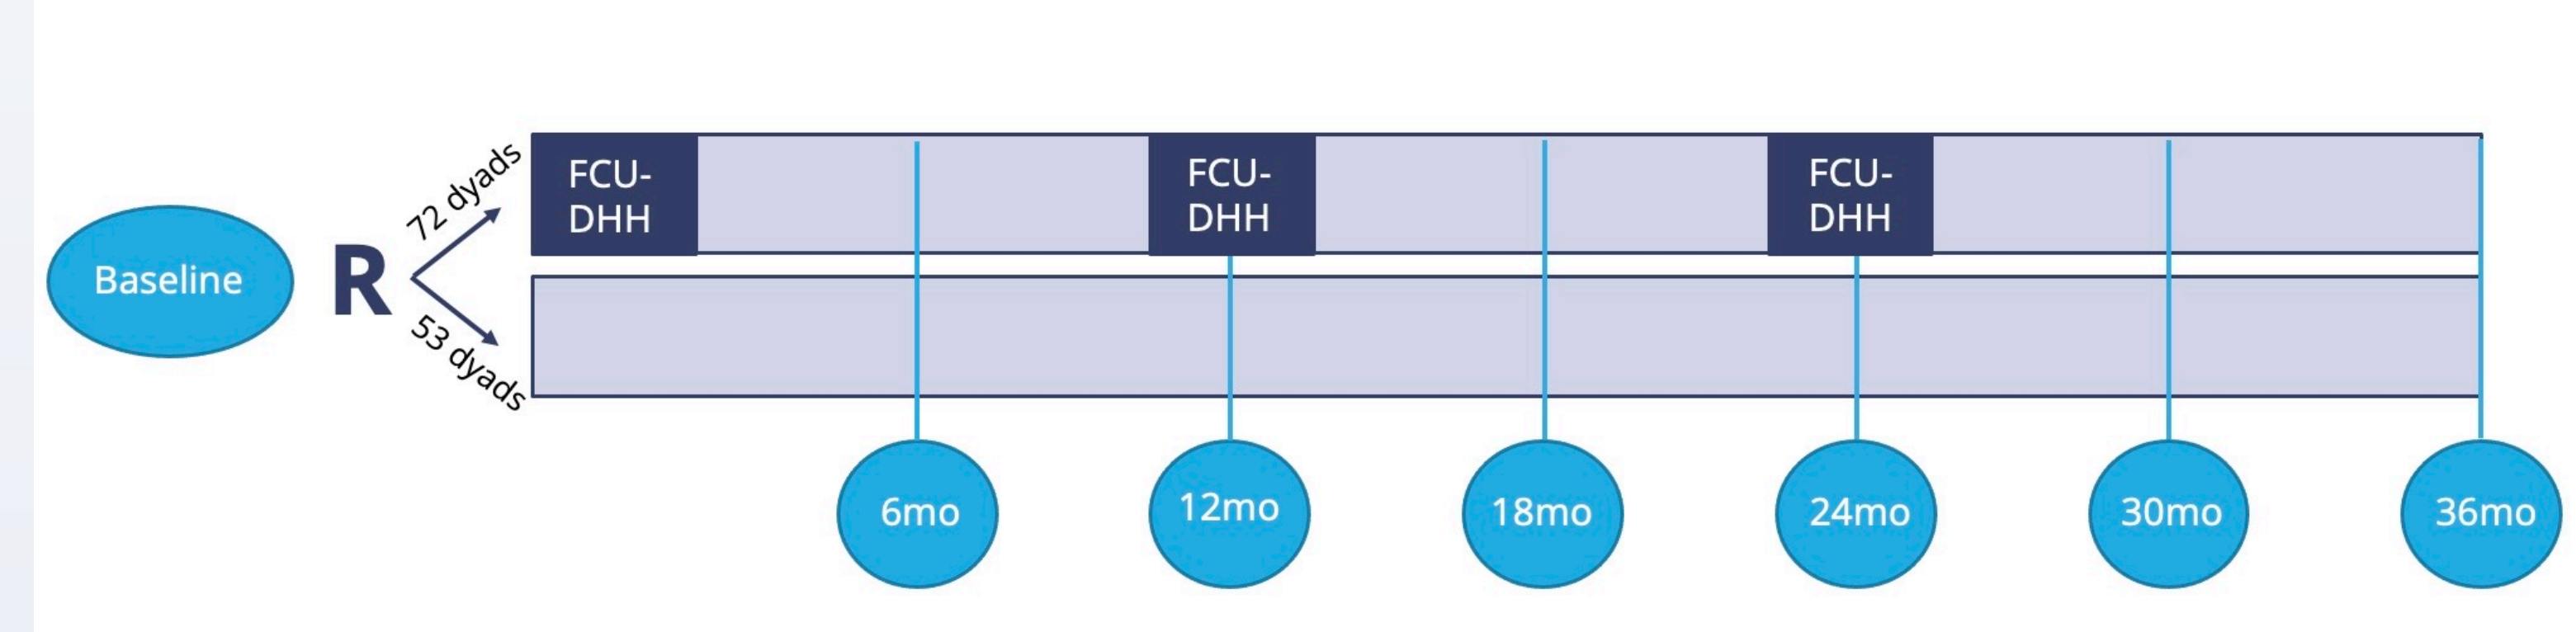 Baseline
R
72 dyads
53 dyads
FCU-
DHH
FCU-
DHH
FCU-
DHH
6mo
12mo
18mo
24mo
30mo
36mo